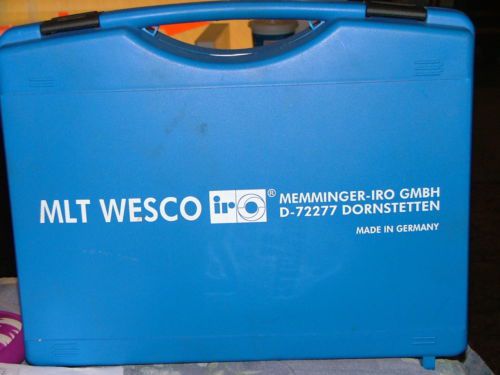 MLT WESCO iro ® MEMMINGER-IRO GMBH
D-72277 DORNSTETTEN
MADE IN GERMANY